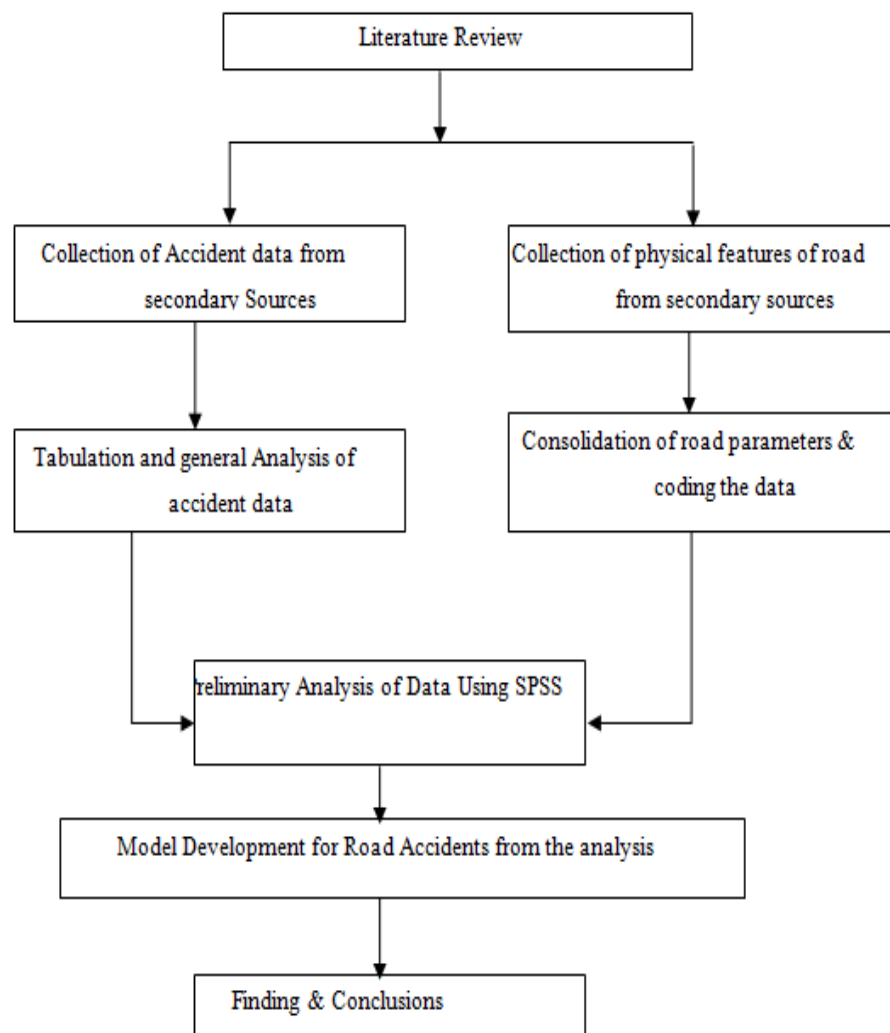 Literature Review
Collection of Accident data from
secondary Sources
Collection of physical features of road
from secondary sources
Tabulation and general Analysis of
accident data
Consolidation of road parameters &
coding the data
Preliminary Analysis of Data Using SPSS
Model Development for Road Accidents from the analysis
Finding & Conclusions